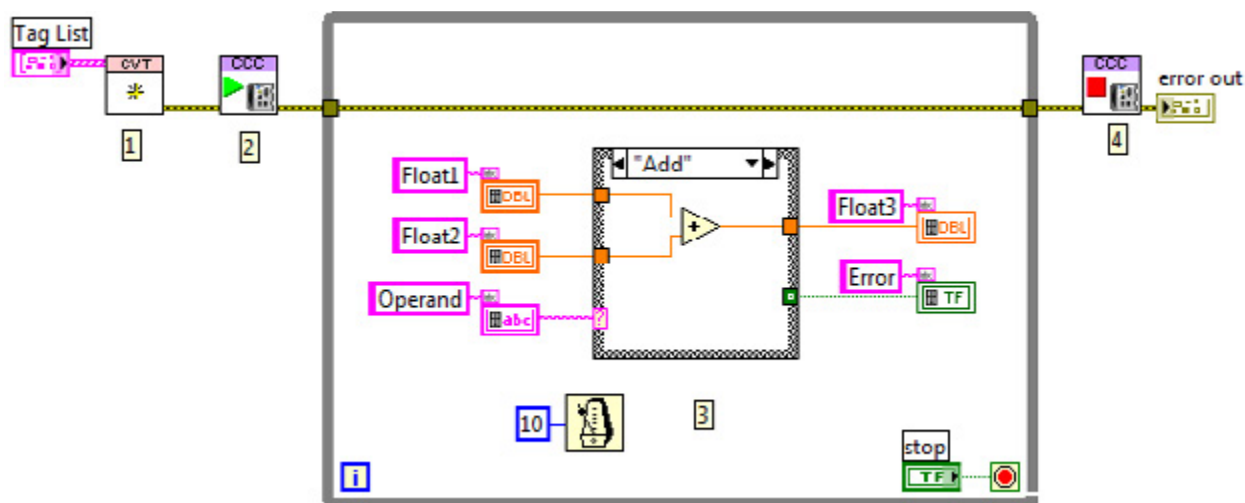 Tag List
CVT
CCC
CCC
error out
1
2
4
"Add"
Float1
DBL
Float2
DBL
Operand
abc
?
Float3
DBL
Error
TF
10
3
stop
TF
i